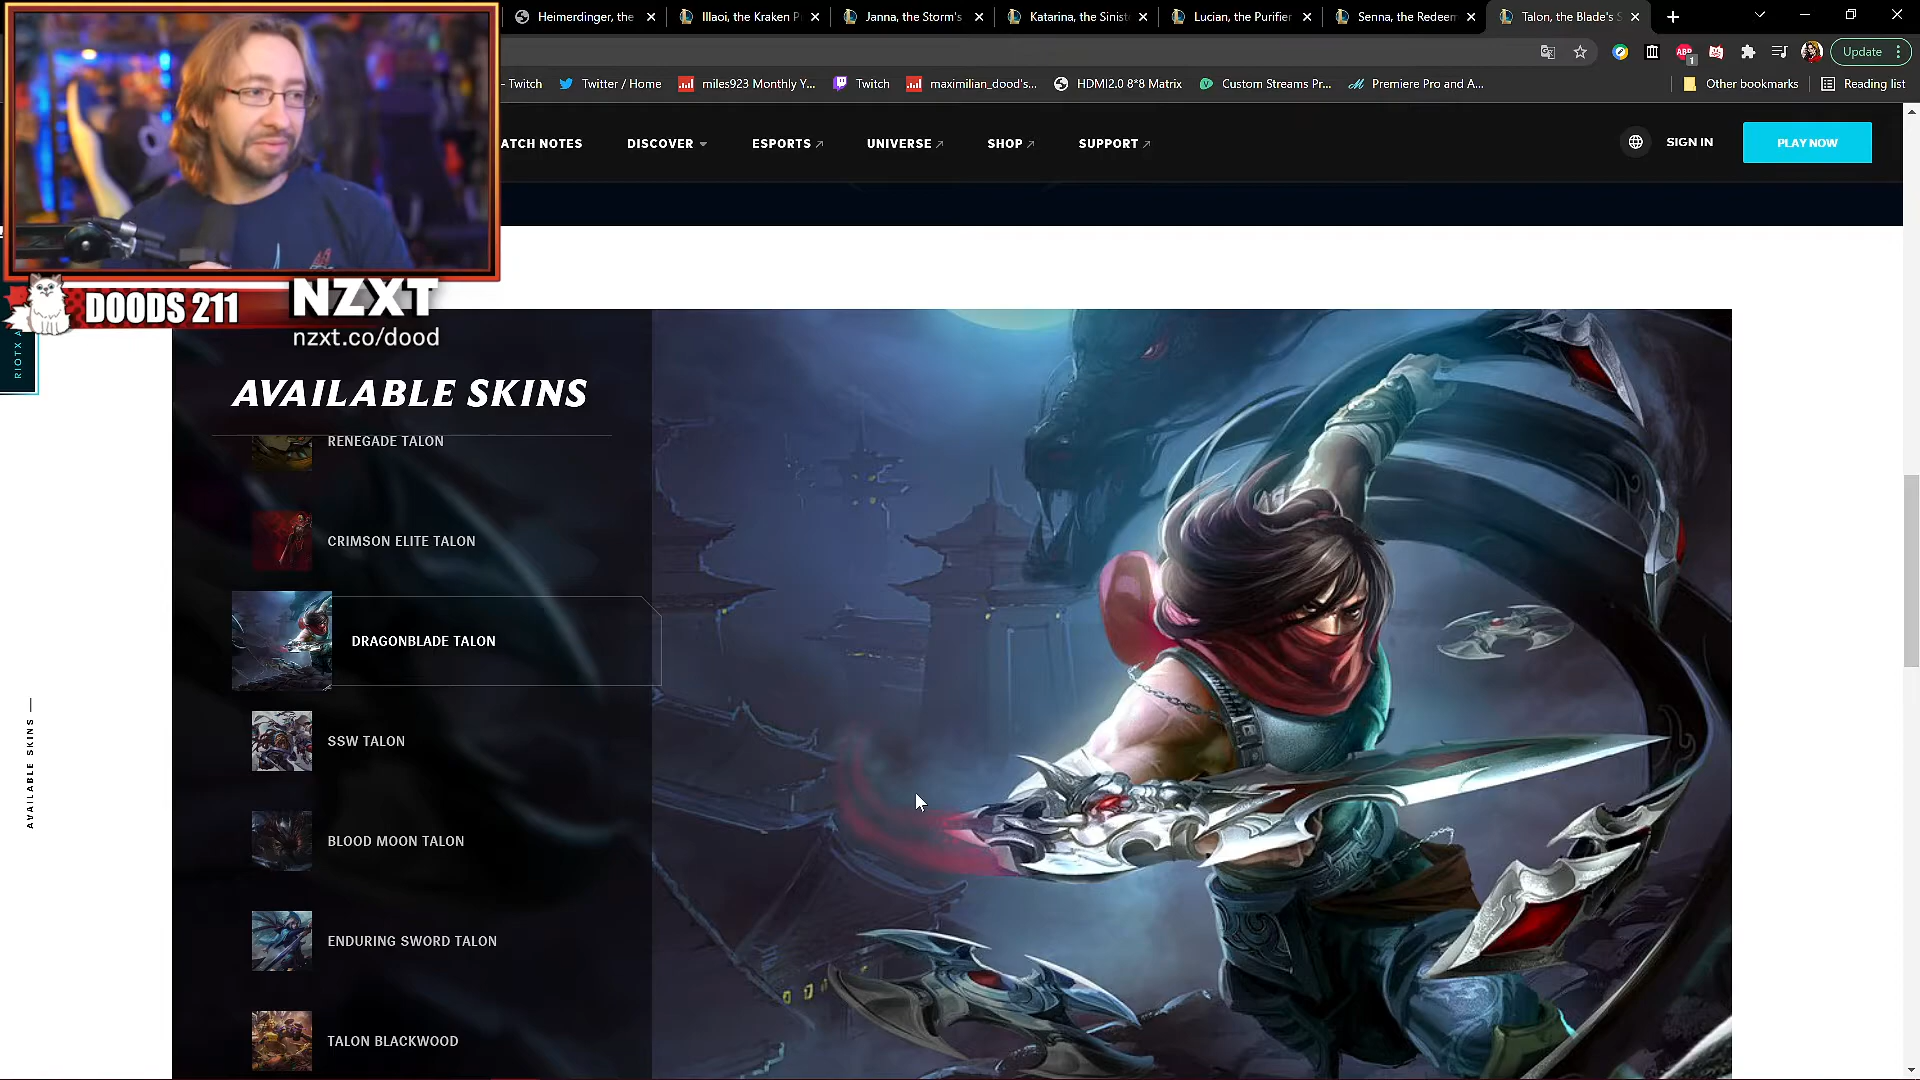 Heimerdinger, the
Illaoi, the Kraken P
Janna, the Storm's
Katarina, the Sinist
Lucian, the Purifier
Senna, the Redeem
Talon, the Blade's S
Update
- Twitch
Twitter / Home
miles923 Monthly Y...
Twitch
maximilian_dood's...
HDMI2.0 8*8 Matrix
Custom Streams Pr...
Premiere Pro and A...
Other bookmarks
Reading list
ABP
1
ATCH NOTES
DISCOVER
ESPORTS
UNIVERSE
SHOP
SUPPORT
SIGN IN
PLAY NOW
DOODS 211
NZXT
nzxt.co/dood
RIOTX A
AVAILABLE SKINS
RENEGADE TALON
CRIMSON ELITE TALON
DRAGONBLADE TALON
SSW TALON
BLOOD MOON TALON
ENDURING SWORD TALON
TALON BLACKWOOD
AVAILABLE SKINS